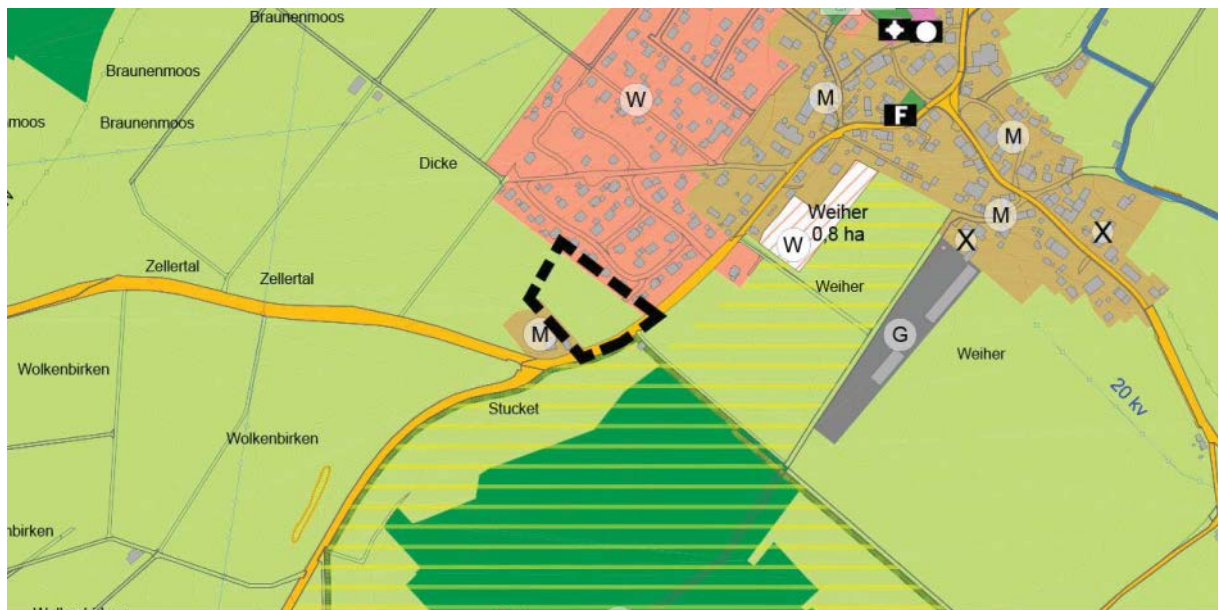 Braunenmoos
Braunenmoos
moos
Braunenmoos
W
M
F
M
Dicke
M
X
X
Weiher
0,8 ha
W
Zellertal
Zellertal
Weiher
M
G
Weiher
Wolkenbirken
20 kv
Stucket
Wolkenbirken
nbirken